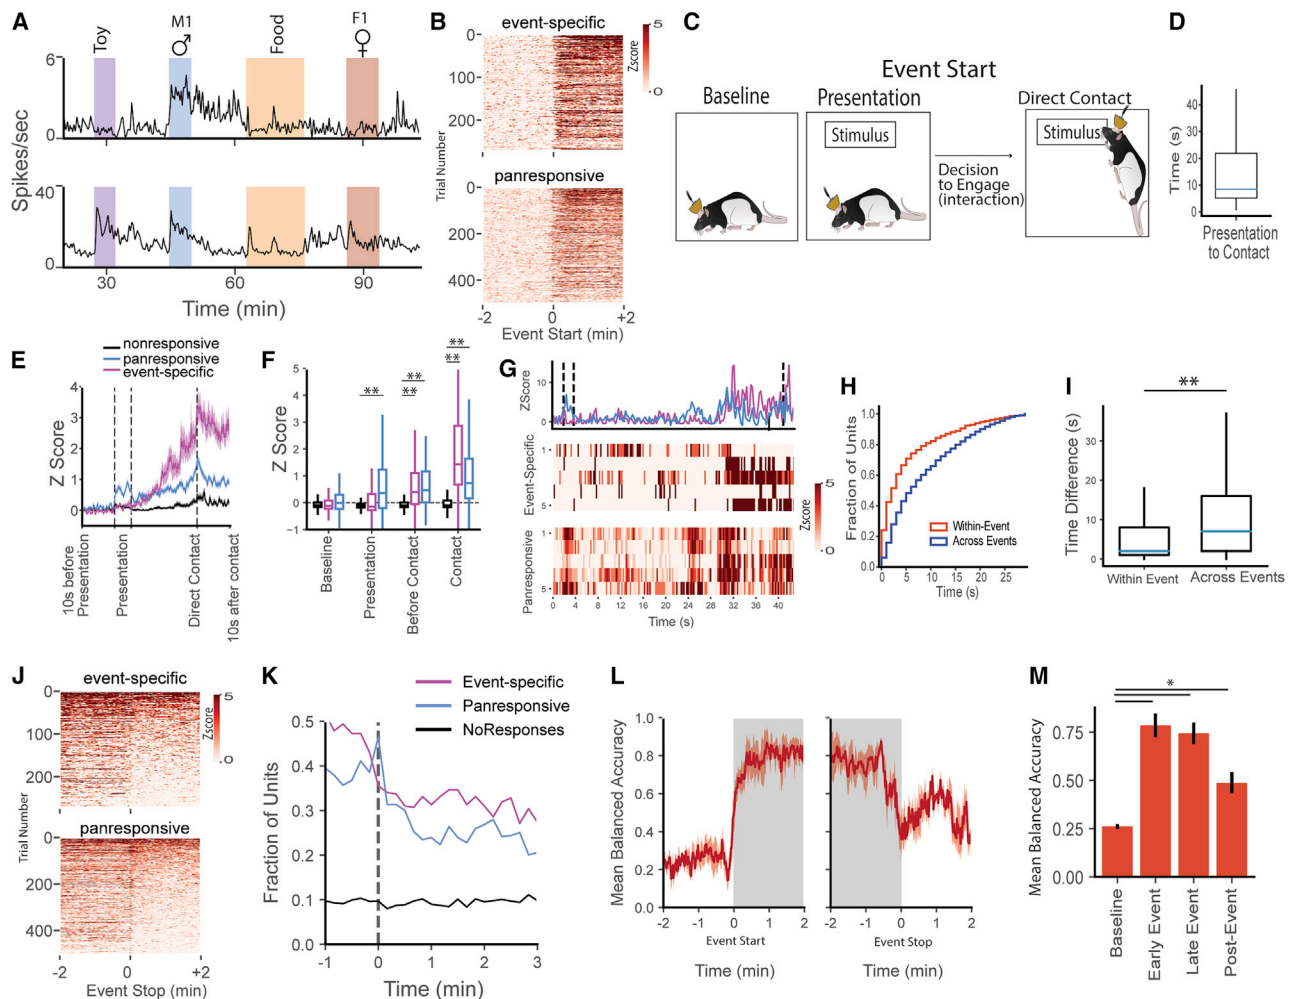 A
Toy
M1
♂
Food
F1
♀
6
0
Spikes/sec
40
0
30
60
90
Time (min)
B
event-specific
5
0
Zscore
0
100
200
Trial Number
panresponsive
0
200
400
-2
0
+2
Event Start (min)
C
Event Start
Baseline
Presentation
Direct Contact
Stimulus
Stimulus
Decision
to Engage
(interaction)
D
40
30
20
10
0
Time (s)
Presentation
to Contact
E
nonresponsive
panresponsive
event-specific
4
3
2
1
0
Z Score
10s before
Presentation
Presentation
Direct Contact
10s after contact
F
**
**
**
**
**
5
4
3
2
1
0
-1
Z Score
Baseline
Presentation
Before Contact
Contact
G
10
0
ZScore
1
5
Event-Specific
1
5
Panresponsive
5
0
Zscore
0
4
8
12
16
20
24
28
32
36
40
Time (s)
H
1.0
0.8
0.6
0.4
0.2
0.0
Fraction of Units
Within-Event
Across Events
0
5
10
15
20
25
Time (s)
I
**
30
20
10
0
Time Difference (s)
Within Event
Across Events
J
event-specific
5
0
Zscore
0
100
200
Trial Number
panresponsive
0
200
400
-2
0
+2
Event Stop (min)
K
Event-specific
Panresponsive
NoResponses
0.5
0.4
0.3
0.2
0.1
0.0
Fraction of Units
-1
0
1
2
3
Time (min)
L
1.0
0.8
0.6
0.4
0.2
0.0
Mean Balanced Accuracy
-2
-1
0
1
2
Event Start
Time (min)
-2
-1
0
1
2
Event Stop
Time (min)
M
*
0.75
0.50
0.25
0.00
Mean Balanced Accuracy
Baseline
Early Event
Late Event
Post-Event